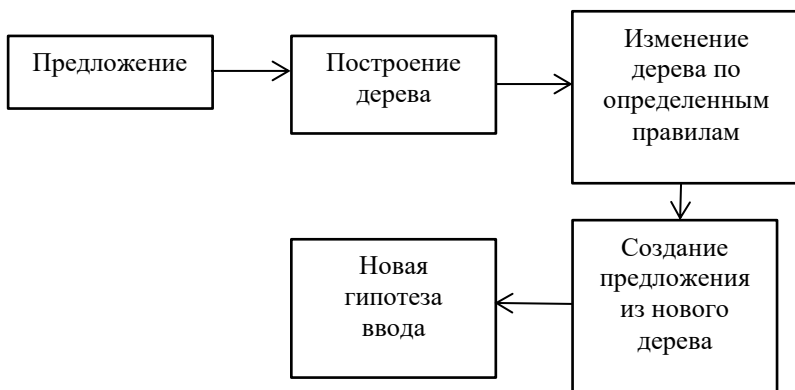 Предложение
Построение
дерева
Изменение
дерева по
определенным
правилам
Создание
предложения
из нового
дерева
Новая
гипотеза
ввода